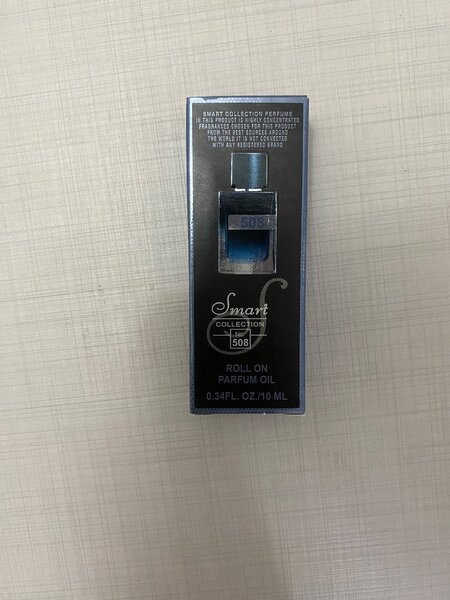 SMART COLLECTION PERFUME
IN THIS PRODUCT IS HIGHLY CONCENTRATED
FRAGRANCES CHOSEN FOR THIS PRODUCT
FROM THE BEST SOURCES AROUND
THE WORLD IT IS NOT CONNECTED
WITH ANY REGISTERED BRAND
508
Smart
COLLECTION
No
508
ROLL ON
PARFUM OIL
0.34FL. OZ./10 ML